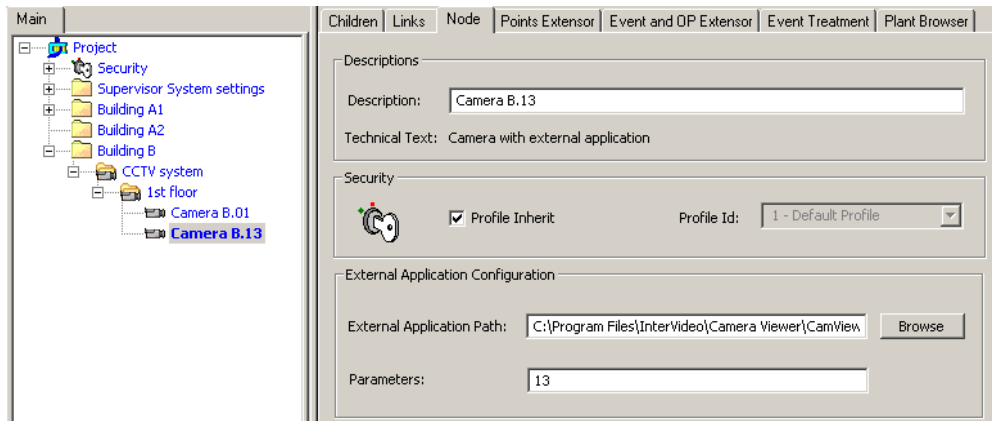 Main
Project
Security
Supervisor System settings
Building A1
Building A2
Building B
CCTV system
1st floor
Camera B.01
Camera B.13
Children Links Node Points Extensor Event and OP Extensor Event Treatment Plant Browser
Descriptions
Description: Camera B.13
Technical Text: Camera with external application
Security
Profile Inherit Profile Id: 1 - Default Profile
External Application Configuration
External Application Path: C:\Program Files\InterVideo\Camera Viewer\CamView Browse
Parameters: 13